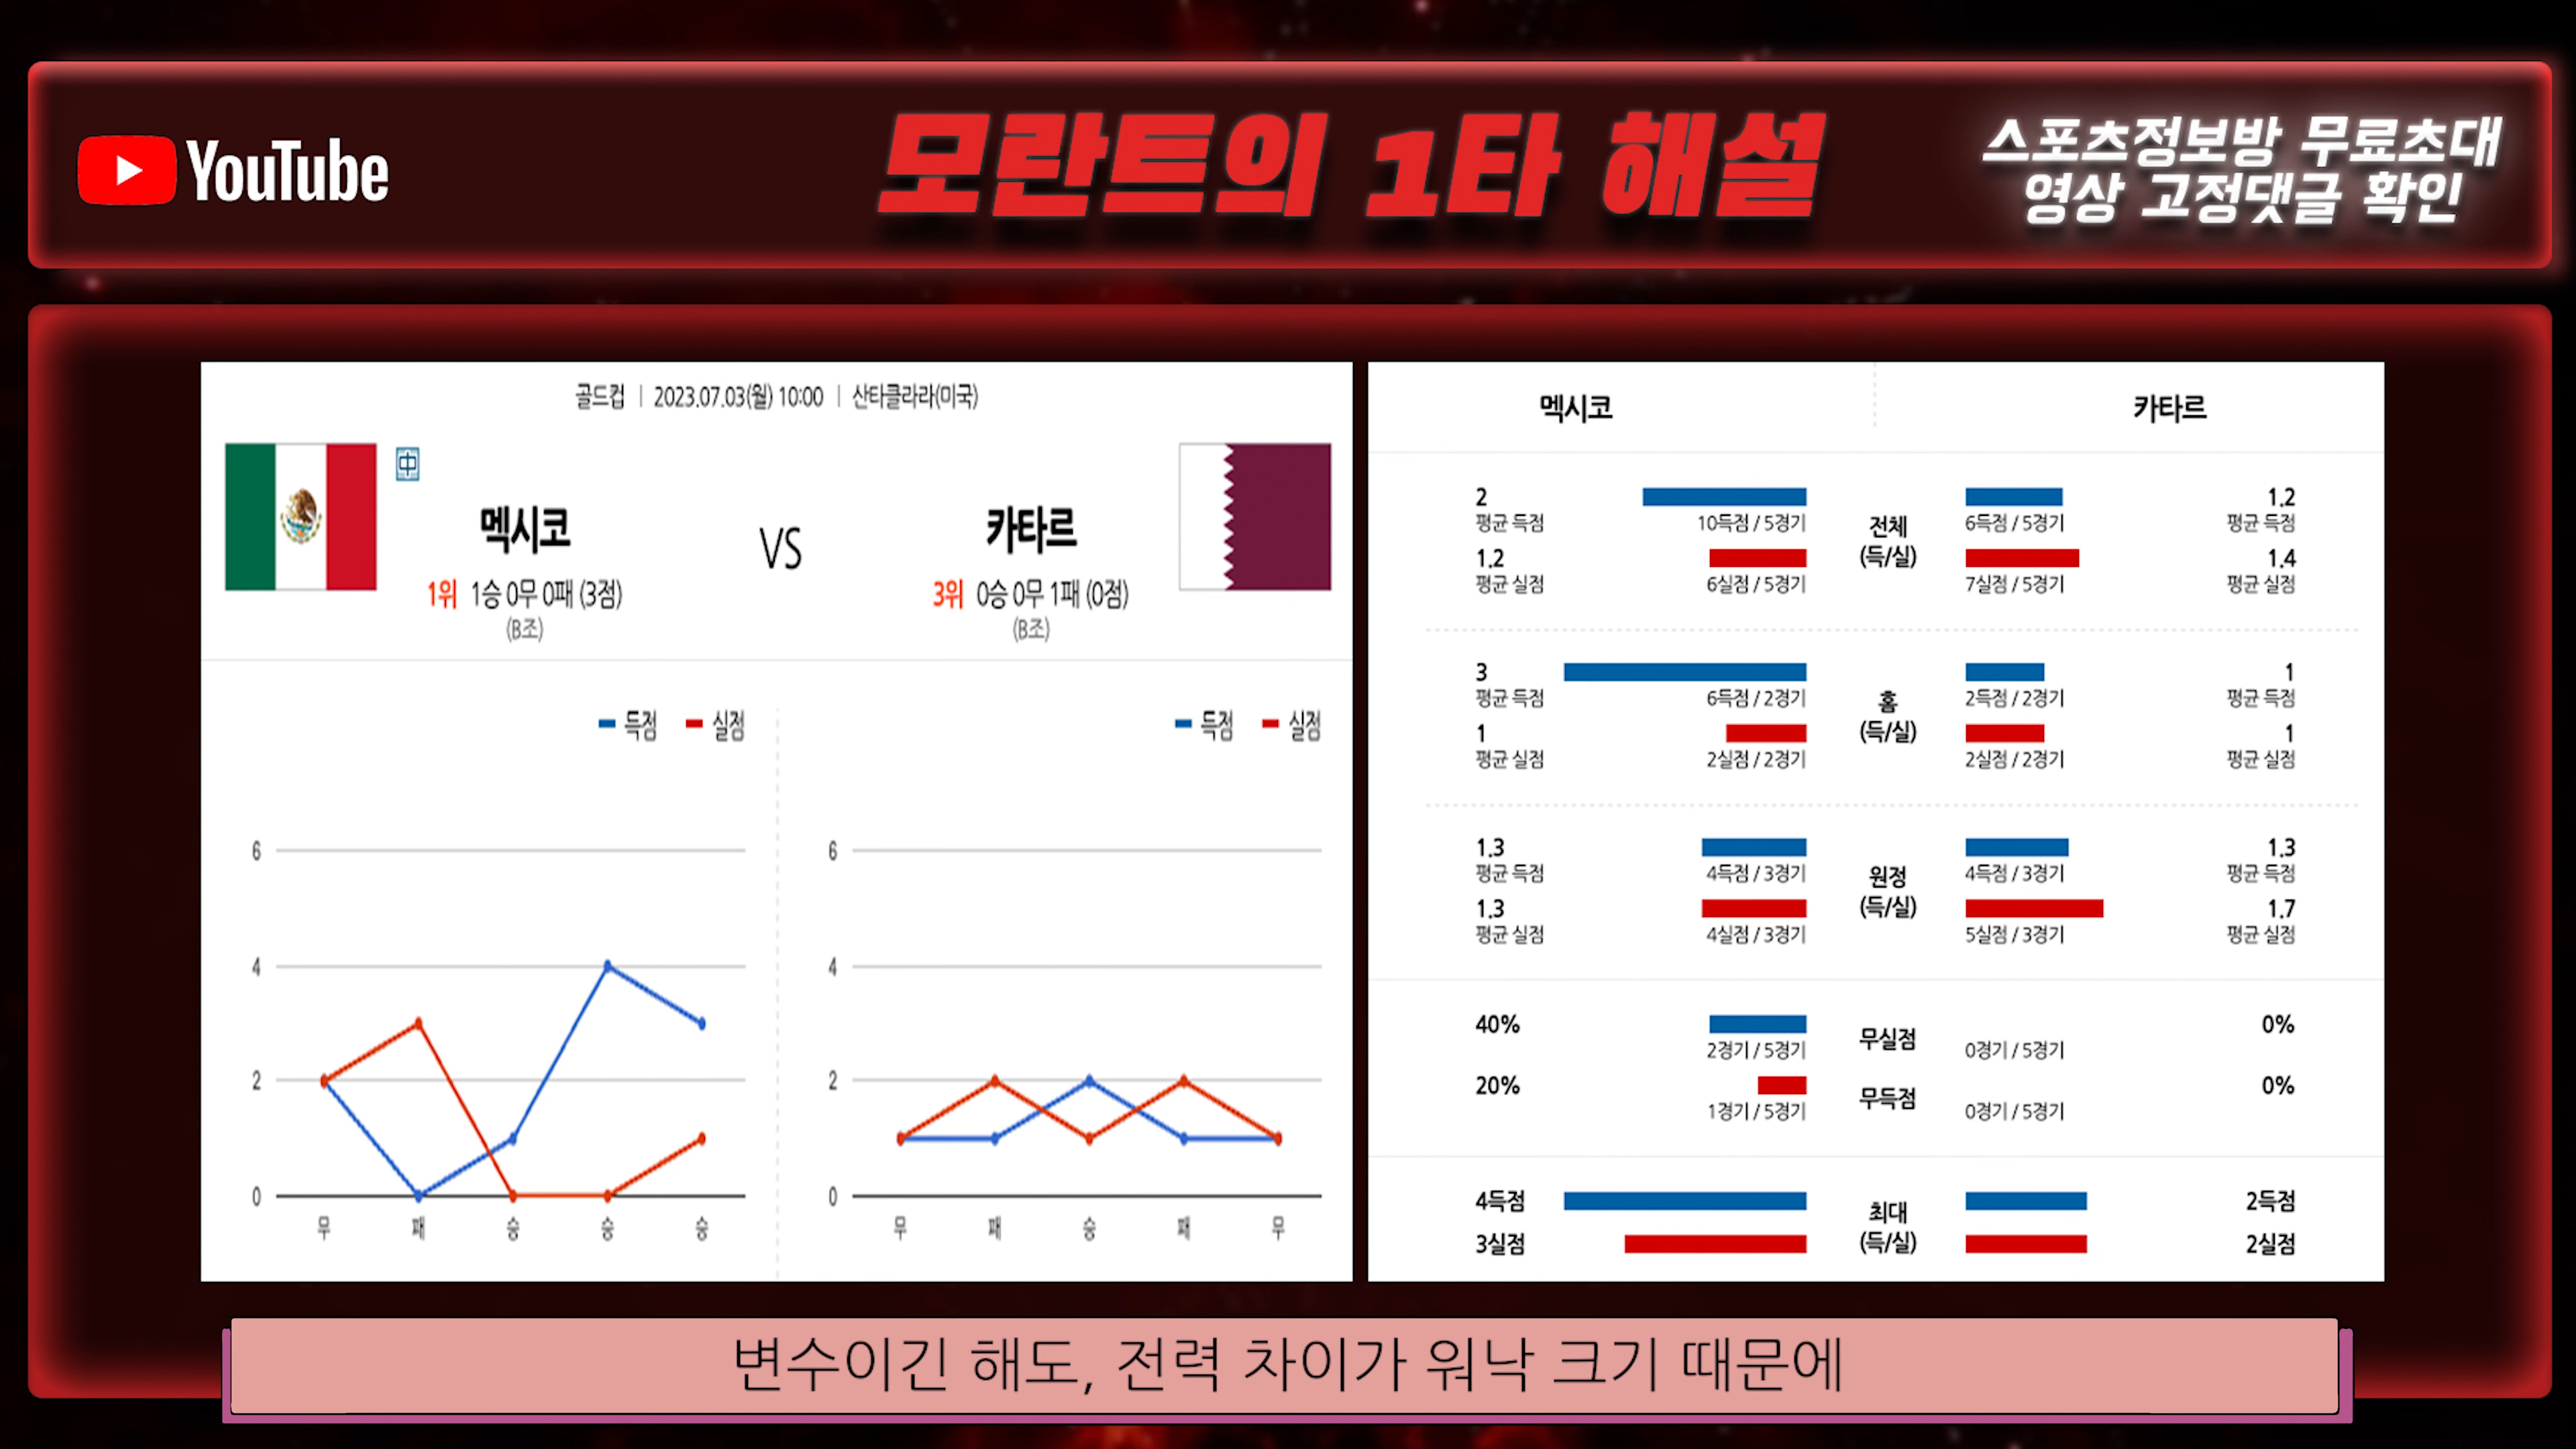 YouTube
모란트의 1타 해설
스포츠정보방 무료초대
영상 고정댓글 확인
골드컵 | 2023.07.03(월) 10:00 | 산타클라라(미국)
中
멕시코
VS
카타르
1위 1승 0무 0패 (3점)
(B조)
3위 0승 0무 1패 (0점)
(B조)
득점 실점
득점 실점
6
4
2
0
무 패 승 승 승
6
4
2
0
무 패 승 패 무
멕시코 카타르
2 1.2
평균 득점 10득점 / 5경기 전체 6득점 / 5경기 평균 득점
1.2 (득/실) 1.4
평균 실점 6실점 / 5경기 7실점 / 5경기 평균 실점
3 1
평균 득점 6득점 / 2경기 홈 2득점 / 2경기 평균 득점
1 (득/실) 1
평균 실점 2실점 / 2경기 2실점 / 2경기 평균 실점
1.3 1.3
평균 득점 4득점 / 3경기 원정 4득점 / 3경기 평균 득점
1.3 (득/실) 1.7
평균 실점 4실점 / 3경기 5실점 / 3경기 평균 실점
40% 무실점 0%
2경기 / 5경기 0경기 / 5경기
20% 무득점 0%
1경기 / 5경기 0경기 / 5경기
4득점 최대 2득점
3실점 (득/실) 2실점
변수이긴 해도, 전력 차이가 워낙 크기 때문에